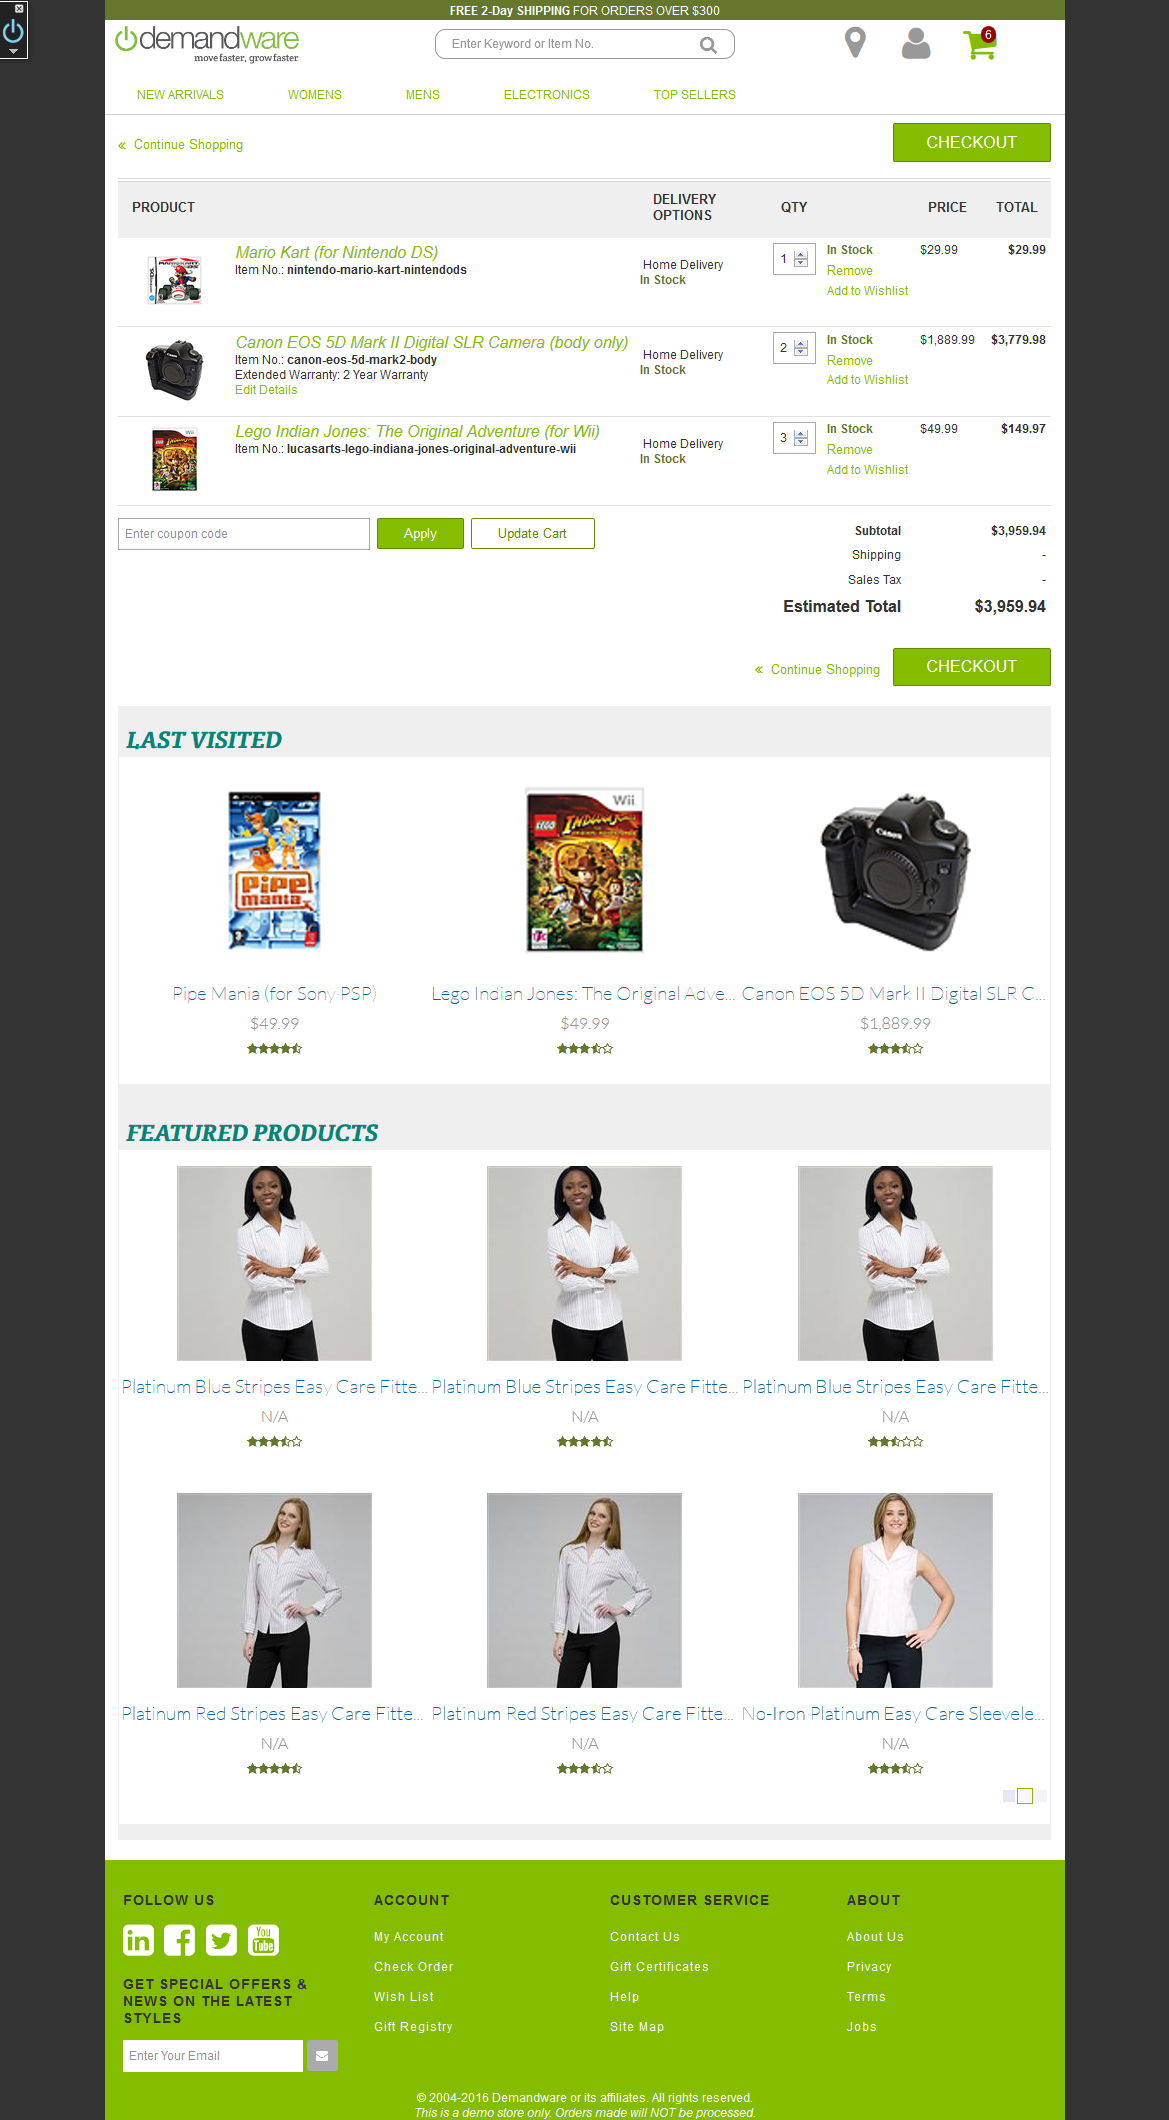 FREE 2-Day SHIPPING FOR ORDERS OVER $300
demandware
move faster, grow faster
Enter Keyword or Item No.
6
NEW ARRIVALS WOMENS MENS ELECTRONICS TOP SELLERS
« Continue Shopping
CHECKOUT
PRODUCT DELIVERY OPTIONS QTY PRICE TOTAL
Mario Kart (for Nintendo DS)
Item No.: nintendo-mario-kart-nintendods
Home Delivery
In Stock
1
In Stock
Remove
Add to Wishlist
$29.99 $29.99
Canon EOS 5D Mark II Digital SLR Camera (body only)
Item No.: canon-eos-5d-mark2-body
Extended Warranty: 2 Year Warranty
Edit Details
Home Delivery
In Stock
2
In Stock
Remove
Add to Wishlist
$1,889.99 $3,779.98
Lego Indian Jones: The Original Adventure (for Wii)
Item No.: lucasarts-lego-indiana-jones-original-adventure-wii
Home Delivery
In Stock
3
In Stock
Remove
Add to Wishlist
$49.99 $149.97
Enter coupon code
Apply
Update Cart
Subtotal $3,959.94
Shipping -
Sales Tax -
Estimated Total $3,959.94
« Continue Shopping
CHECKOUT
LAST VISITED
PiPe mania
Wii
LEGO INDIANA JONES
Canon
Pipe Mania (for Sony PSP)
$49.99
Lego Indian Jones: The Original Adve...
$49.99
Canon EOS 5D Mark II Digital SLR C...
$1,889.99
FEATURED PRODUCTS
Platinum Blue Stripes Easy Care Fitte...
N/A
Platinum Blue Stripes Easy Care Fitte...
N/A
Platinum Blue Stripes Easy Care Fitte...
N/A
Platinum Red Stripes Easy Care Fitte...
N/A
Platinum Red Stripes Easy Care Fitte...
N/A
No-Iron Platinum Easy Care Sleevele...
N/A
FOLLOW US
in
You Tube
GET SPECIAL OFFERS &
NEWS ON THE LATEST
STYLES
Enter Your Email
ACCOUNT
My Account
Check Order
Wish List
Gift Registry
CUSTOMER SERVICE
Contact Us
Gift Certificates
Help
Site Map
ABOUT
About Us
Privacy
Terms
Jobs
© 2004-2016 Demandware or its affiliates. All rights reserved.
This is a demo store only. Orders made will NOT be processed.